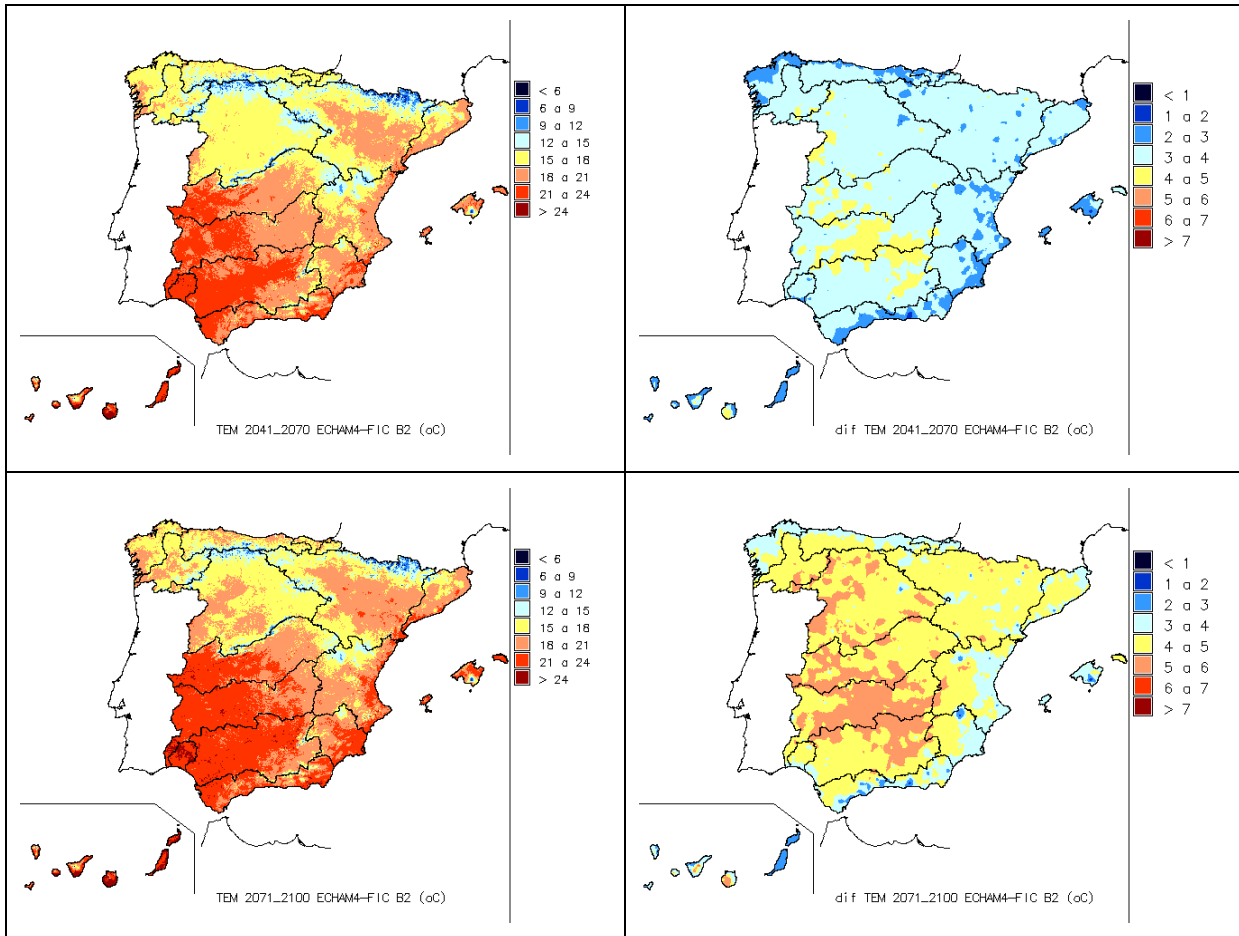 < 6
6 a 9
9 a 12
12 a 15
15 a 18
18 a 21
21 a 24
> 24
TEM 2041_2070 ECHAM4-FIC B2 (oC)
< 1
1 a 2
2 a 3
3 a 4
4 a 5
5 a 6
6 a 7
> 7
dif TEM 2041_2070 ECHAM4-FIC B2 (oC)
< 6
6 a 9
9 a 12
12 a 15
15 a 18
18 a 21
21 a 24
> 24
TEM 2071_2100 ECHAM4-FIC B2 (oC)
< 1
1 a 2
2 a 3
3 a 4
4 a 5
5 a 6
6 a 7
> 7
dif TEM 2071_2100 ECHAM4-FIC B2 (oC)